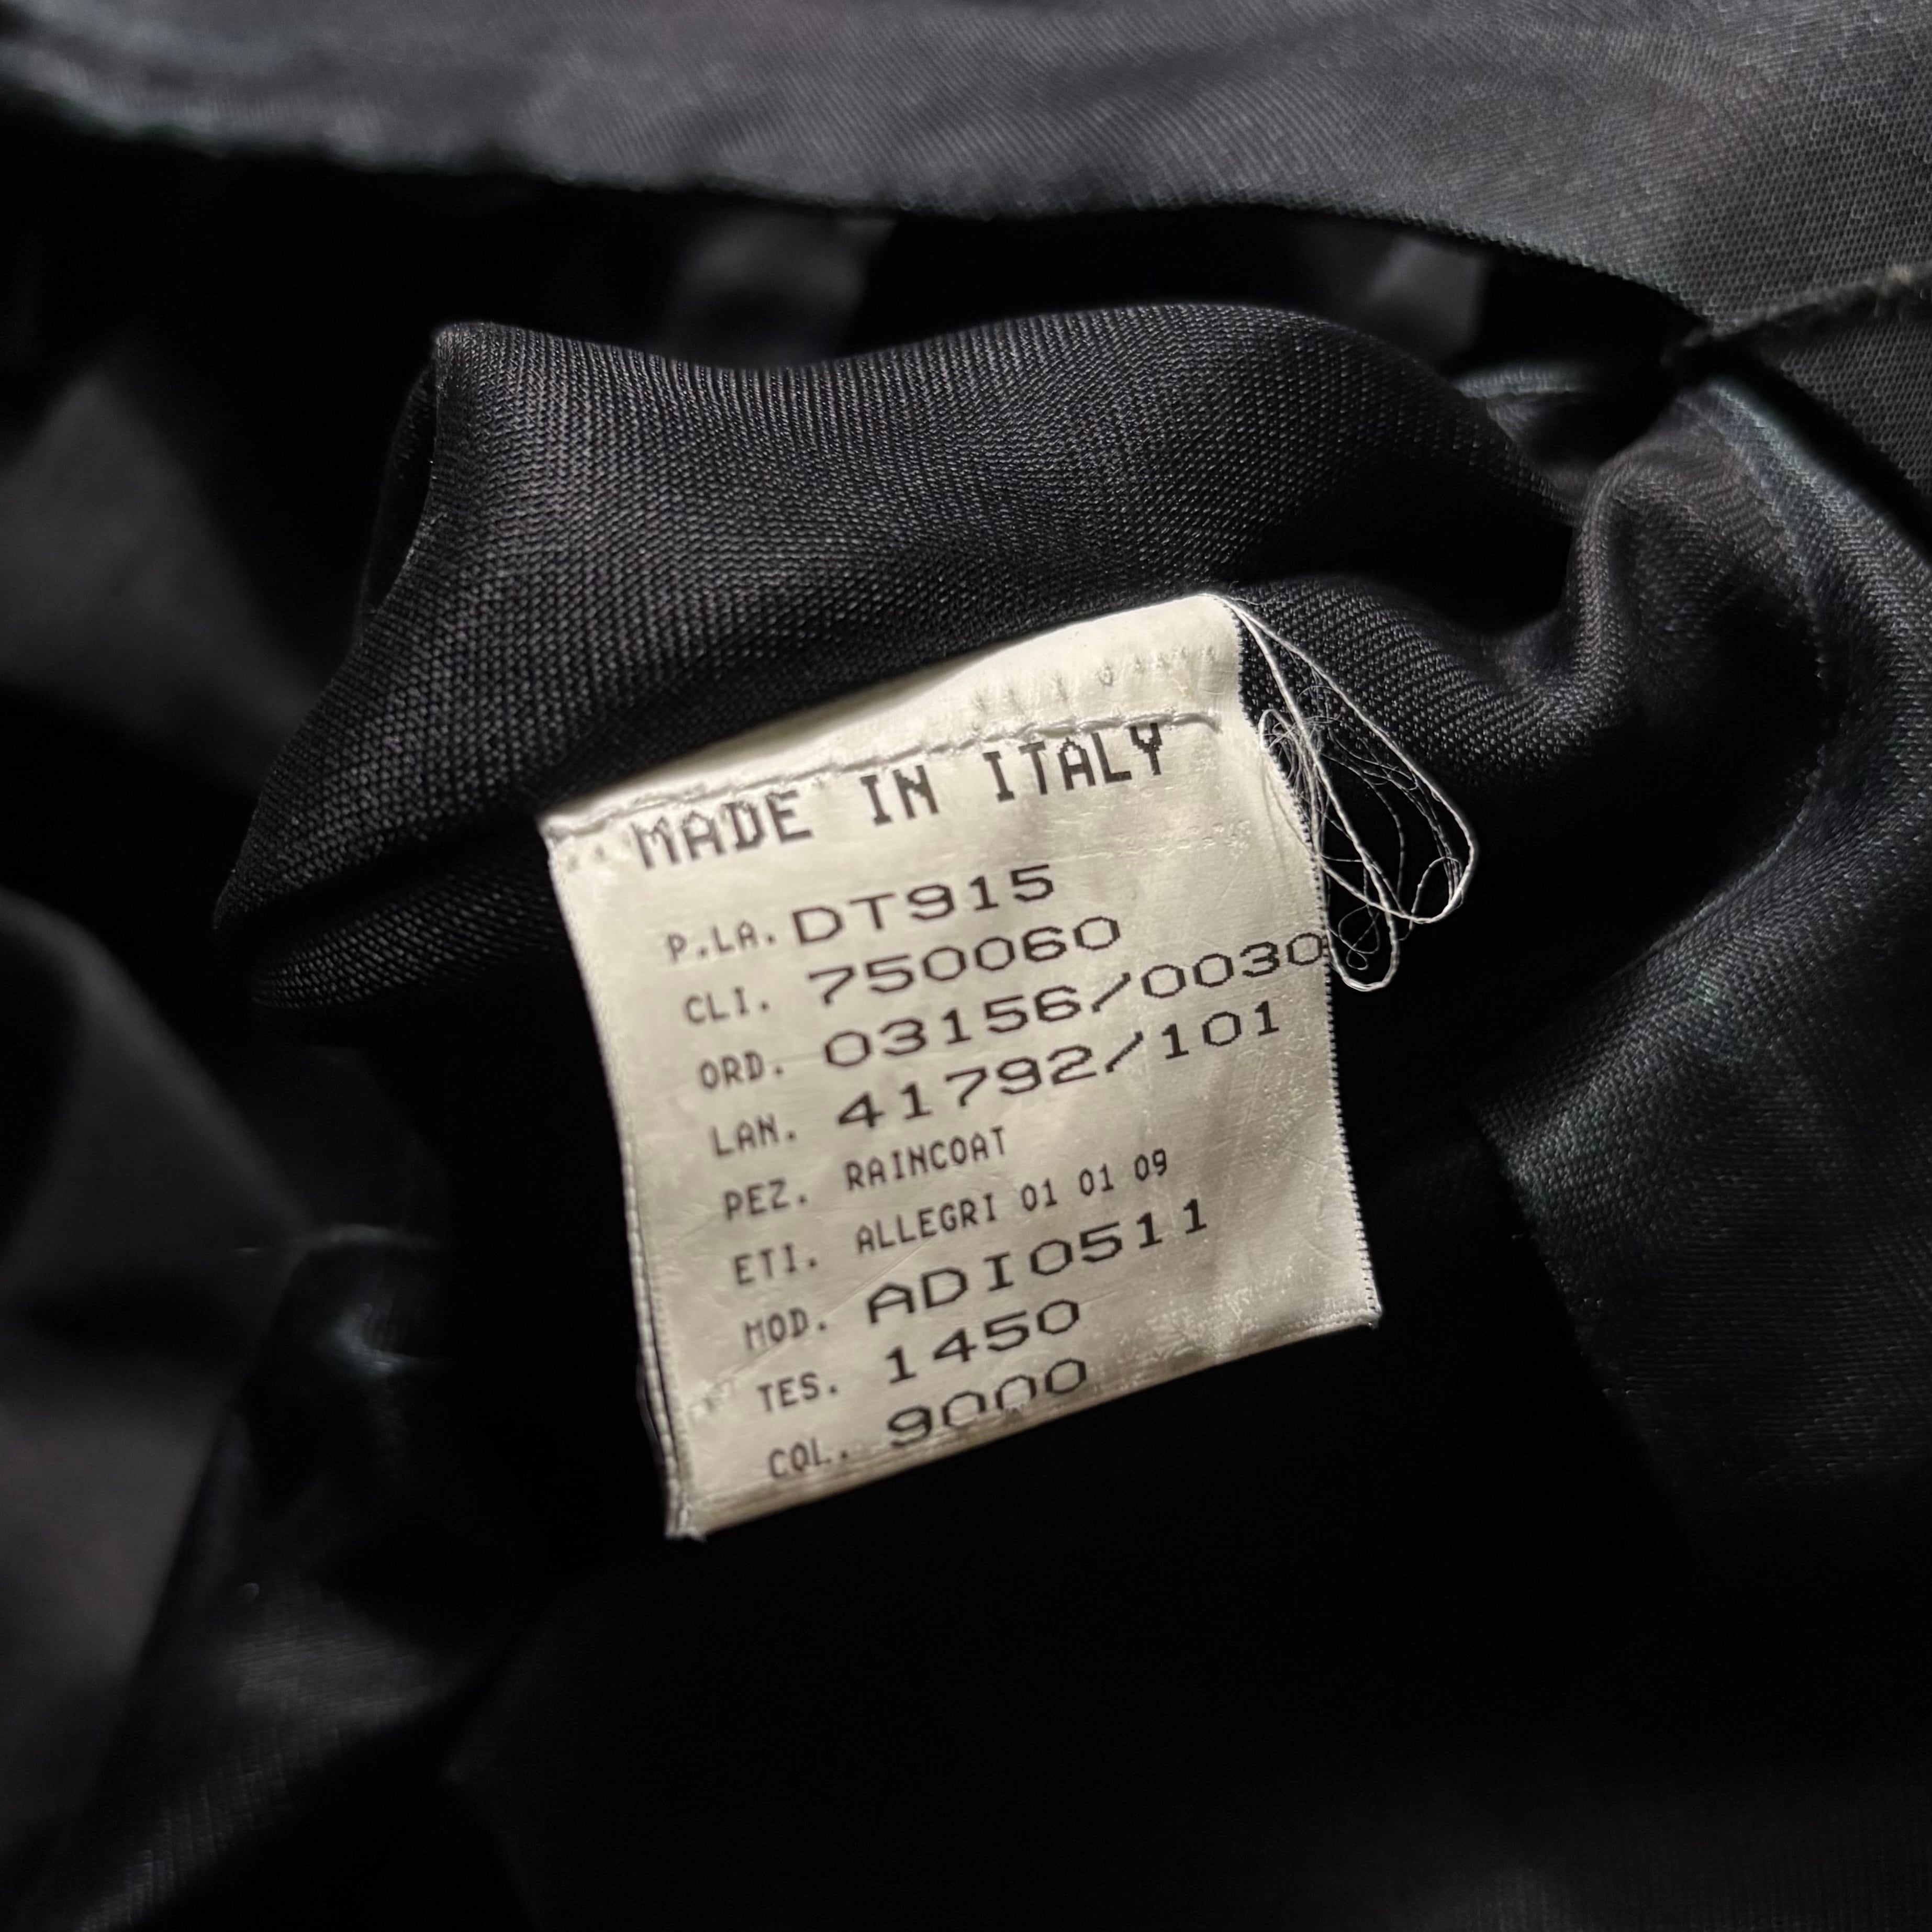 MADE IN ITALY
P.LA. DT915
CLI. 750060
ORD. 03156/0030
LAN. 41792/101
PEZ. RAINCOAT
ETI. ALLEGRI 01 01 09
MOD. ADI0511
TES. 1450
COL. 9000